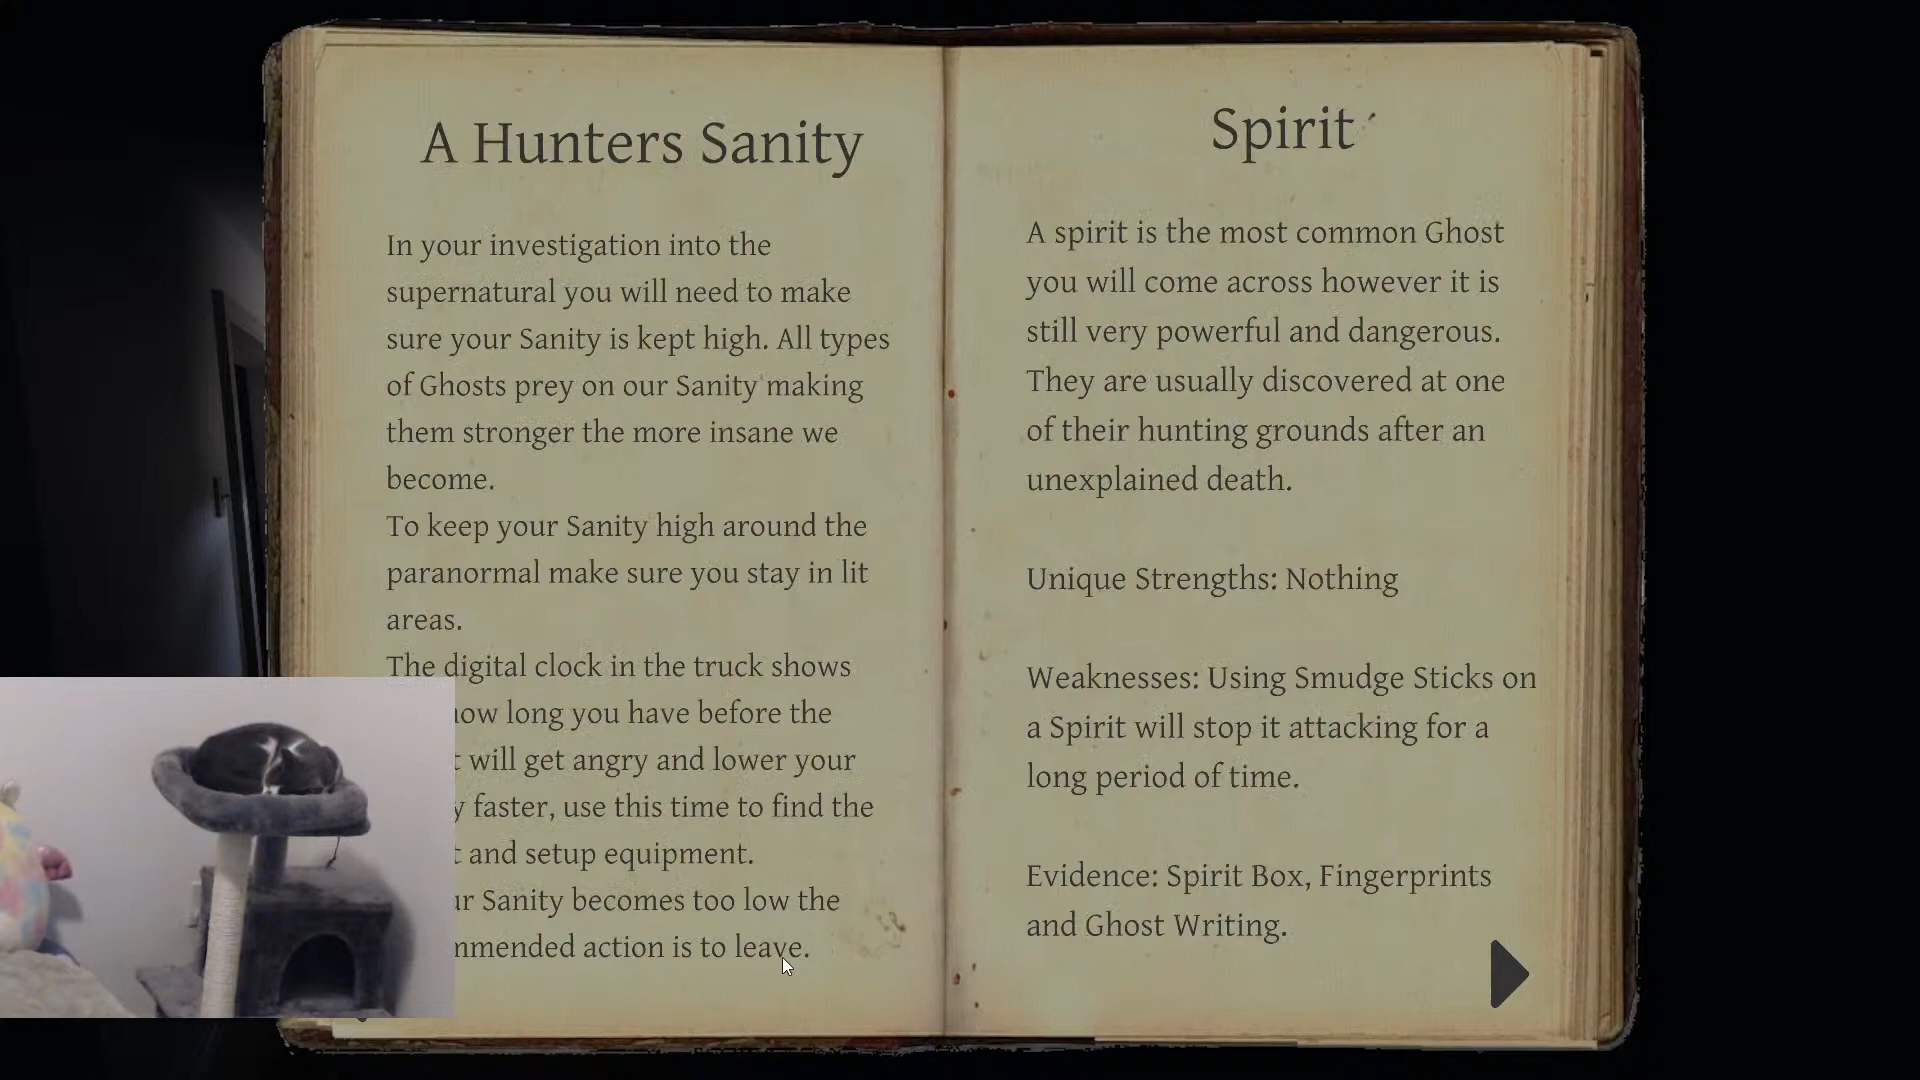 A Hunters Sanity
In your investigation into the
supernatural you will need to make
sure your Sanity is kept high. All types
of Ghosts prey on our Sanity making
them stronger the more insane we
become.
To keep your Sanity high around the
paranormal make sure you stay in lit
areas.
The digital clock in the truck shows
how long you have before the
will get angry and lower your
faster, use this time to find the
and setup equipment.
Sanity becomes too low the
action is to leave.
Spirit
A spirit is the most common Ghost
you will come across however it is
still very powerful and dangerous.
They are usually discovered at one
of their hunting grounds after an
unexplained death.
Unique Strengths: Nothing
Weaknesses: Using Smudge Sticks on
a Spirit will stop it attacking for a
long period of time.
Evidence: Spirit Box, Fingerprints
and Ghost Writing.